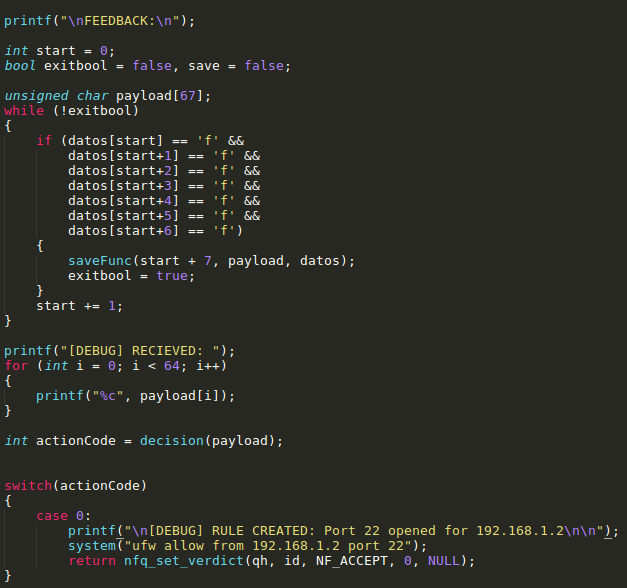 printf("\nFEEDBACK:\n");
int start = 0;
bool exitbool = false, save = false;
unsigned char payload[67];
while (!exitbool)
{
if (datos[start] == 'f' &&
datos[start+1] == 'f' &&
datos[start+2] == 'f' &&
datos[start+3] == 'f' &&
datos[start+4] == 'f' &&
datos[start+5] == 'f' &&
datos[start+6] == 'f')
{
saveFunc(start + 7, payload, datos);
exitbool = true;
}
start += 1;
}
printf("[DEBUG] RECIEVED: ");
for (int i = 0; i < 64; i++)
{
printf("%c", payload[i]);
}
int actionCode = decision(payload);
switch(actionCode)
{
case 0:
printf("\n[DEBUG] RULE CREATED: Port 22 opened for 192.168.1.2\n\n");
system("ufw allow from 192.168.1.2 port 22");
return nfq_set_verdict(qh, id, NF_ACCEPT, 0, NULL);
}